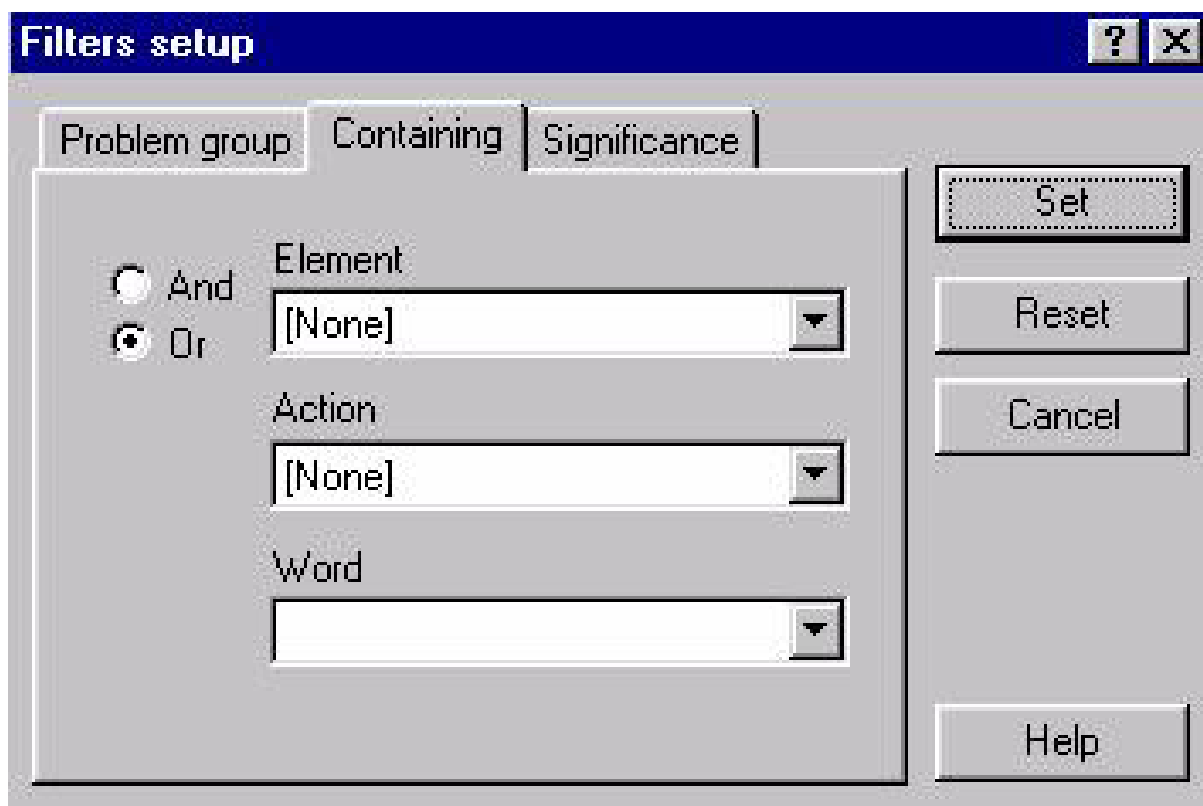 Filters setup
Problem group
Containing
Significance
And
Or
Element
[None]
Action
[None]
Word
Set
Reset
Cancel
Help